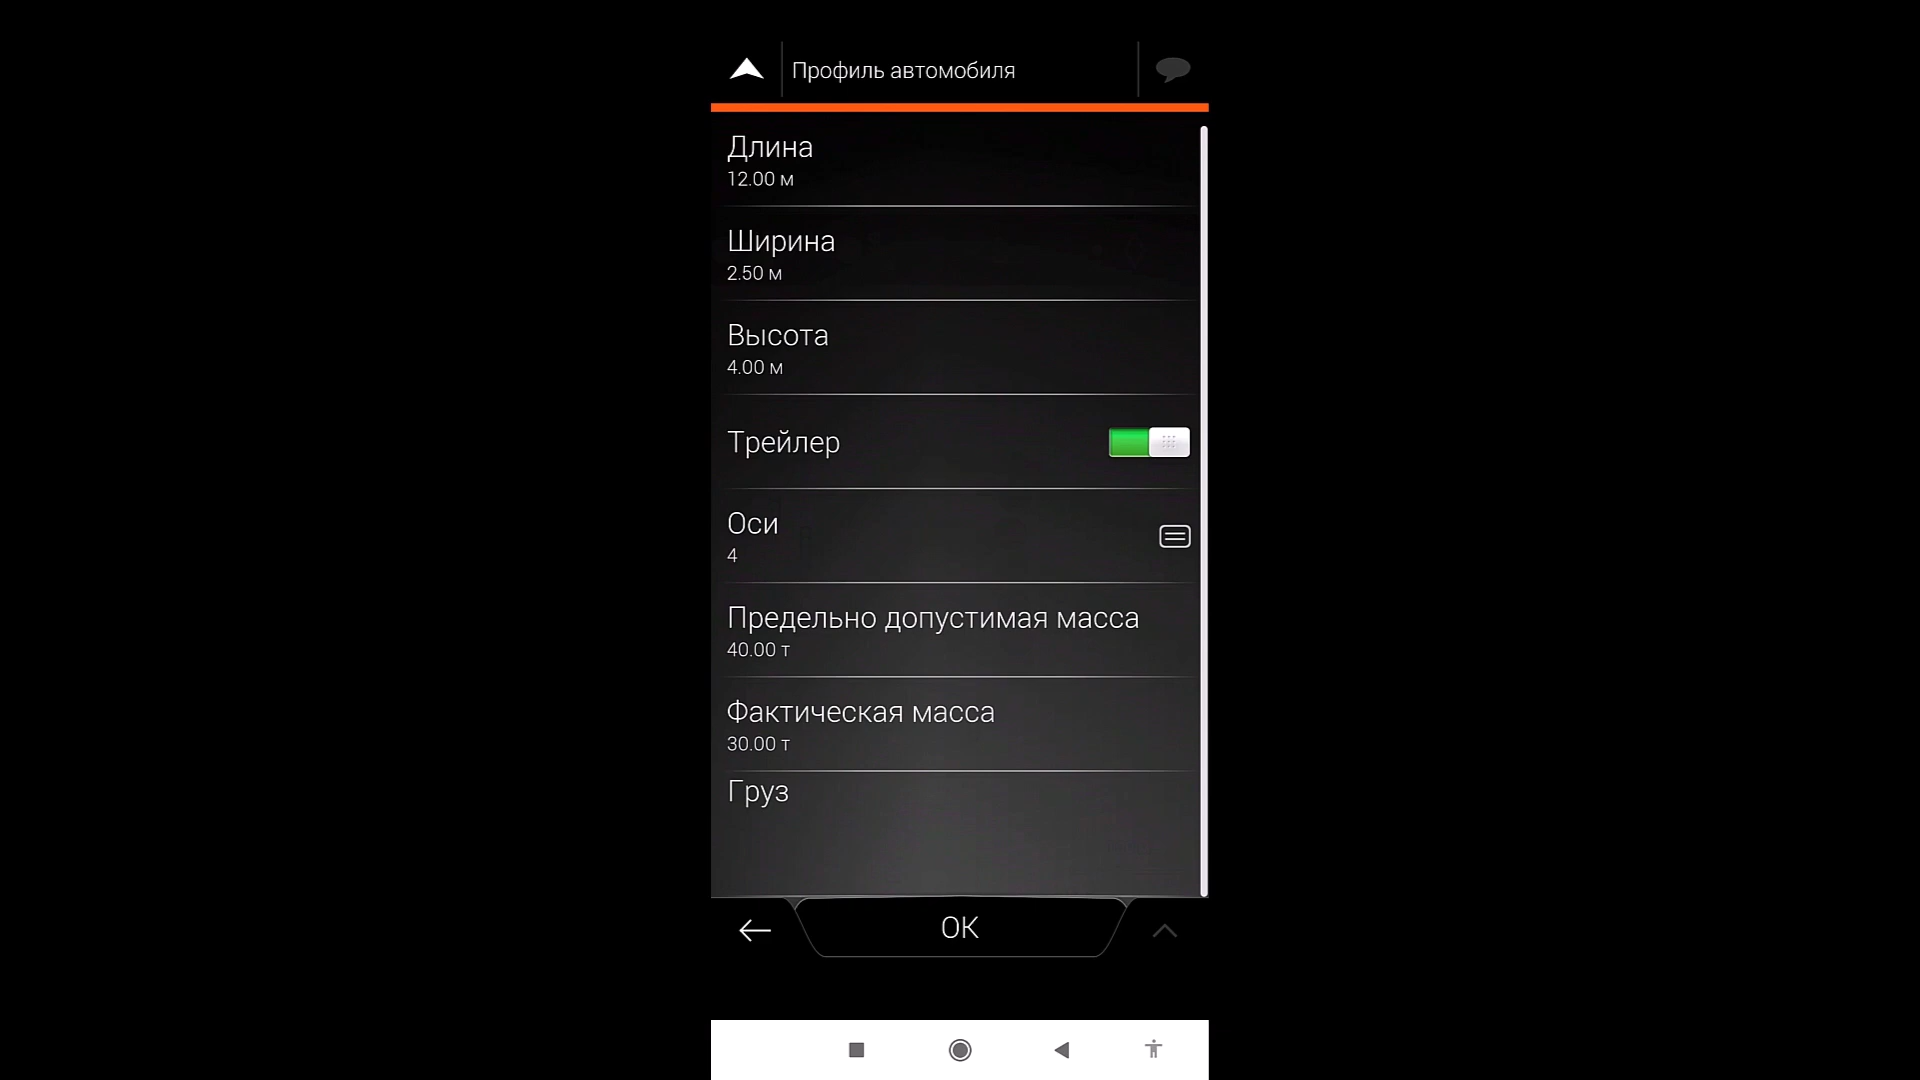 Профиль автомобиля
Длина
12.00 м
Ширина
2.50 м
Высота
4.00 м
Трейлер
Оси
4
Предельно допустимая масса
40.00 т
Фактическая масса
30.00 т
Груз
ОК